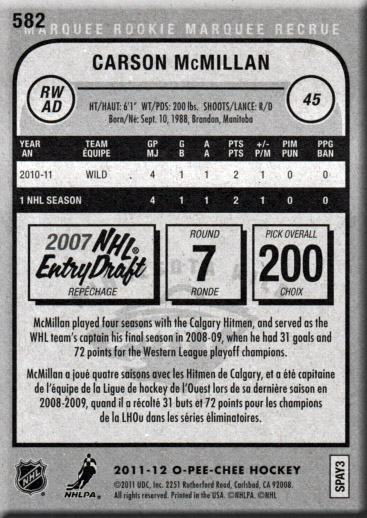 582
MARQUEE ROOKIE MARQUEE RECRUE
CARSON McMILLAN
RW
AD
HT/HAUT: 6'1" WT/PDS: 200 lbs. SHOOTS/LANCE: R/D
Born/Né: Sept. 10, 1988, Brandon, Manitoba
45
YEAR TEAM GP G A PTS +/- PIM PPG
AN ÉQUIPE MJ B A PTS P/M PUN BAN
2010-11 WILD 4 1 1 2 1 0 0
1 NHL SEASON 4 1 1 2 1 0 0
2007 NHL®
Entry Draft
REPÊCHAGE
ROUND
7
RONDE
PICK OVERALL
200
CHOIX
McMillan played four seasons with the Calgary Hitmen, and served as the
WHL team's captain his final season in 2008-09, when he had 31 goals and
72 points for the Western League playoff champions.
McMillan a joué quatre saisons avec les Hitmen de Calgary, et a été capitaine
de l'équipe de la Ligue de hockey de l'Ouest lors de sa dernière saison en
2008-2009, quand il a récolté 31 buts et 72 points pour les champions
de la LHOu dans les séries éliminatoires.
NHL
NHLPA.
2011-12 O-PEE-CHEE HOCKEY
©2011 UDC, Inc. 2251 Rutherford Road, Carlsbad, CA 92008.
All rights reserved. Printed in the USA. ©NHLPA. ©NHL
SPAY3